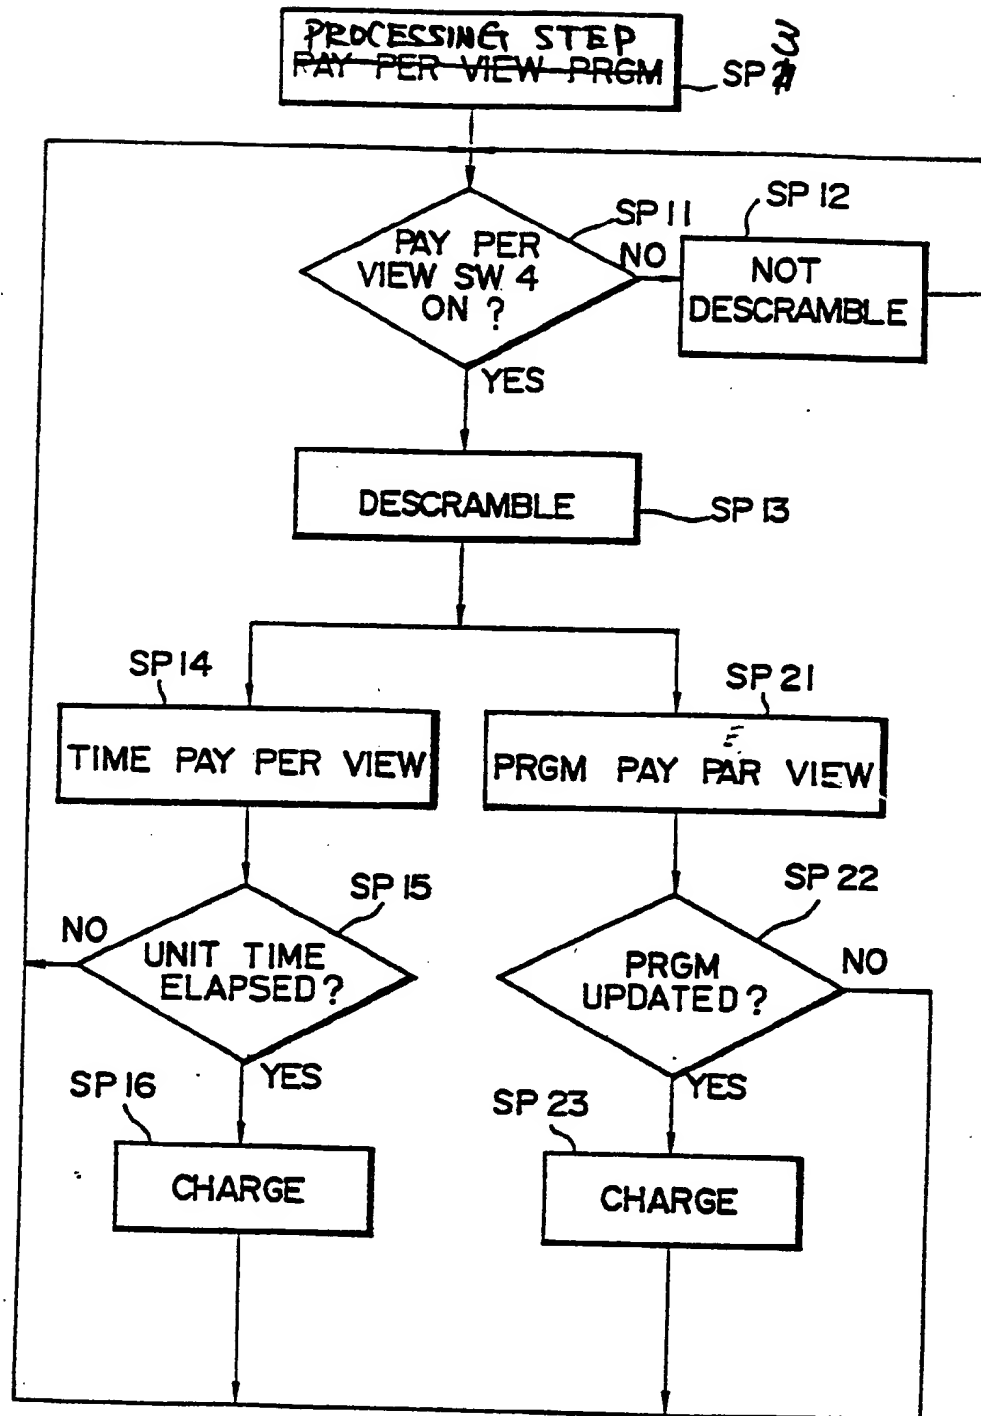 PROCESSING STEP
PAY PER VIEW PRGM
SP 3
SP 11
SP 12
PAY PER
VIEW SW 4
ON ?
NO
NOT
DESCRAMBLE
YES
DESCRAMBLE
SP 13
SP 14
SP 21
TIME PAY PER VIEW
E
PRGM PAY PAR VIEW
SP 15
SP 22
NO
UNIT TIME
ELAPSED ?
PRGM
UPDATED ?
NO
YES
YES
SP 16
SP 23
CHARGE
CHARGE